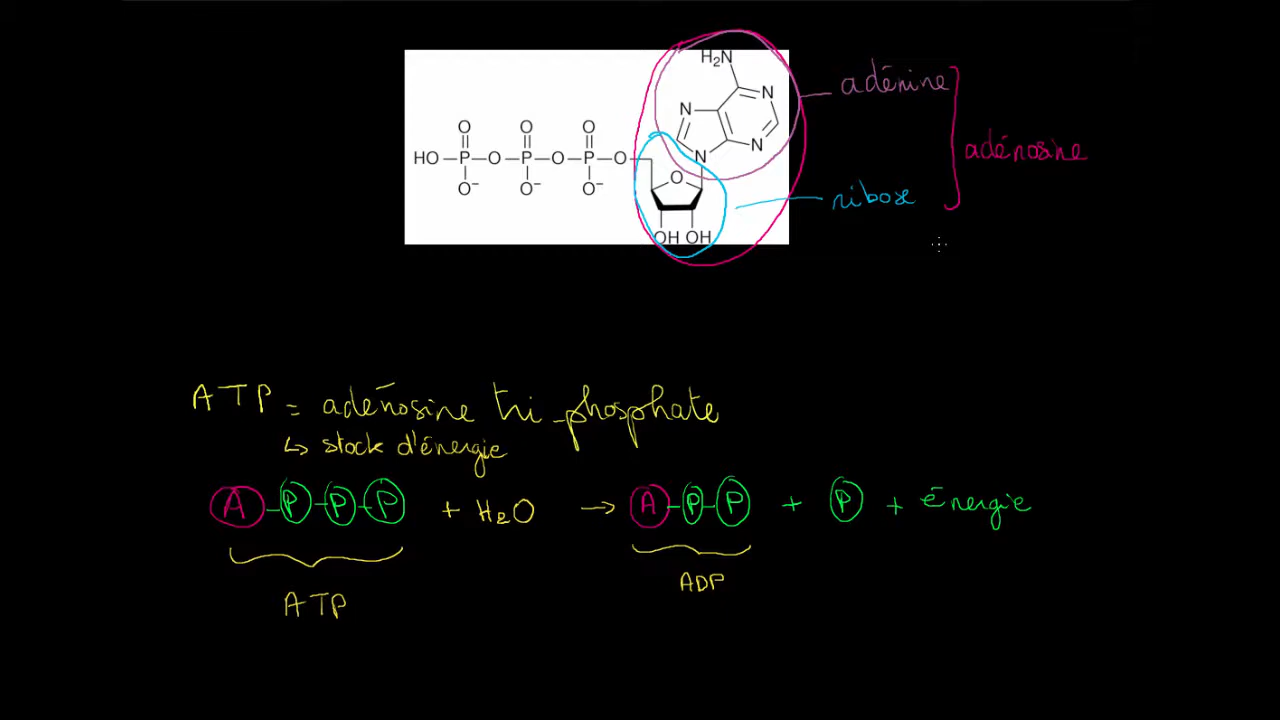 H₂N
adénine
N N
N N
adénosine
O O O
HO P O P O P O
O⁻ O⁻ O⁻
O
ribose
OH OH
ATP = adénosine tri-phosphate
↳ stock d'énergie
A-P-P-P + H₂O → A-P-P + P + énergie
ATP
ADP